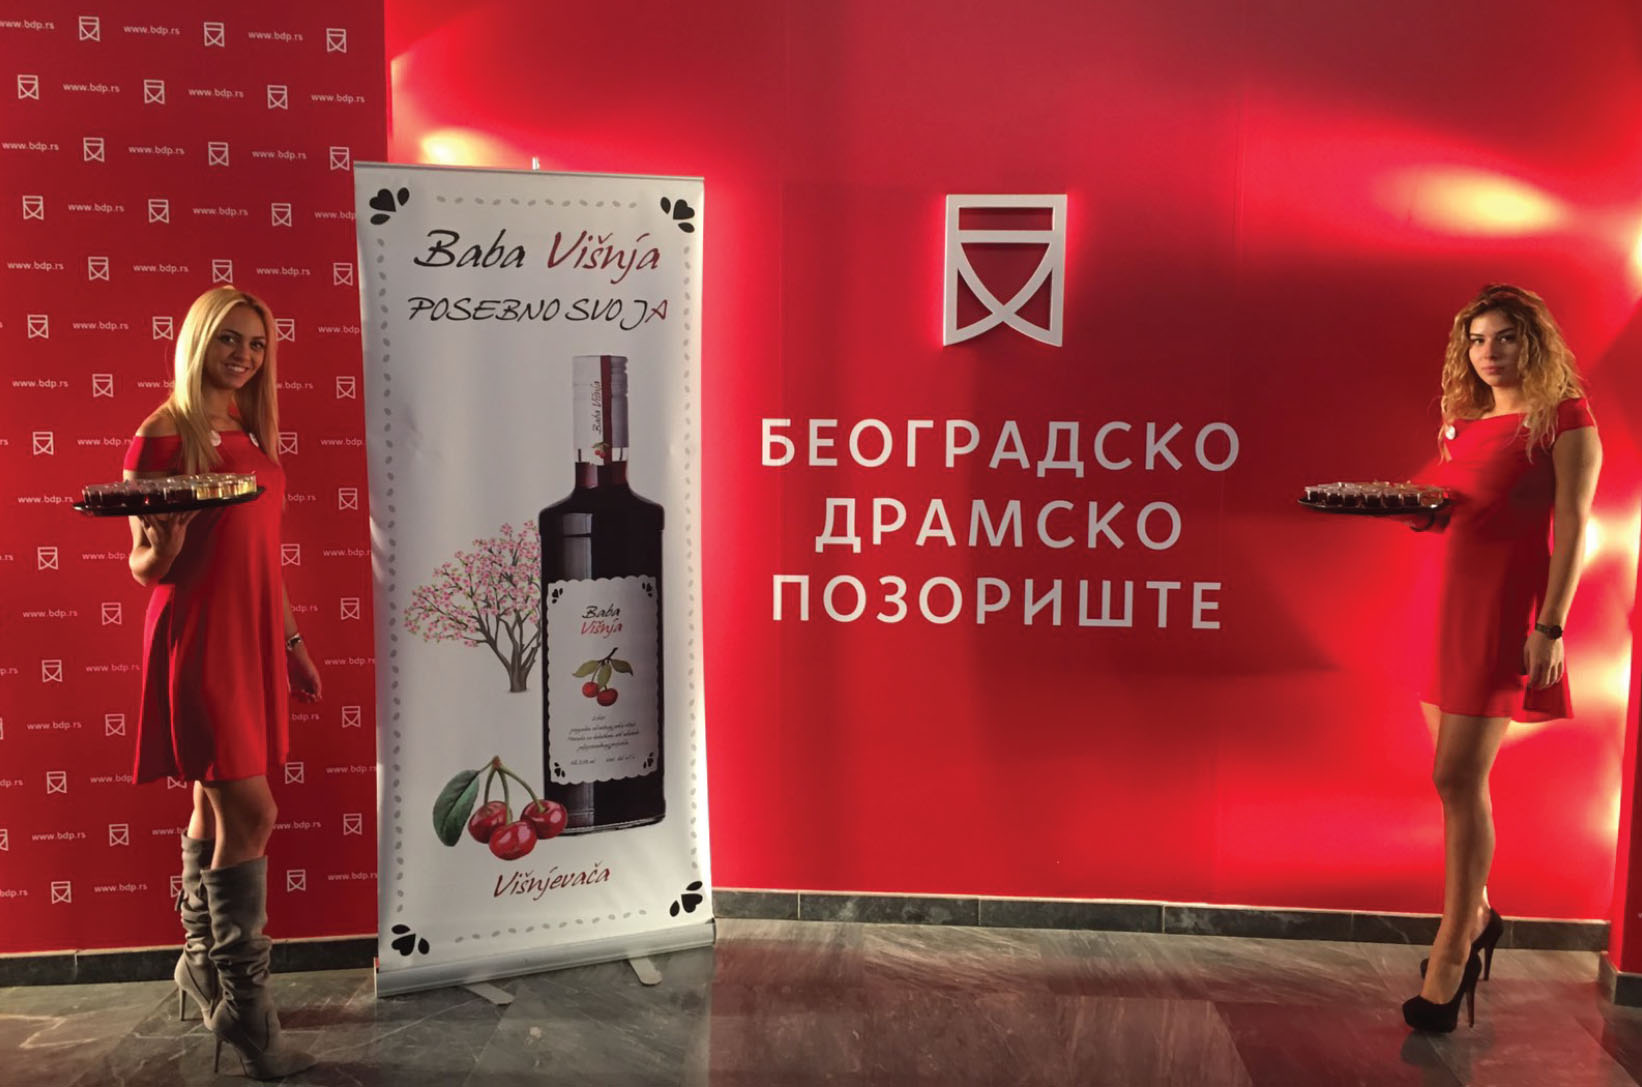 www.bdp.rs
Baba Višnja
POSEBNO SVOJA
Baba Višnja
Baba
Višnja
Višnjevača
БЕОГРАДСКО
ДРАМСКО
ПОЗОРИШТЕ